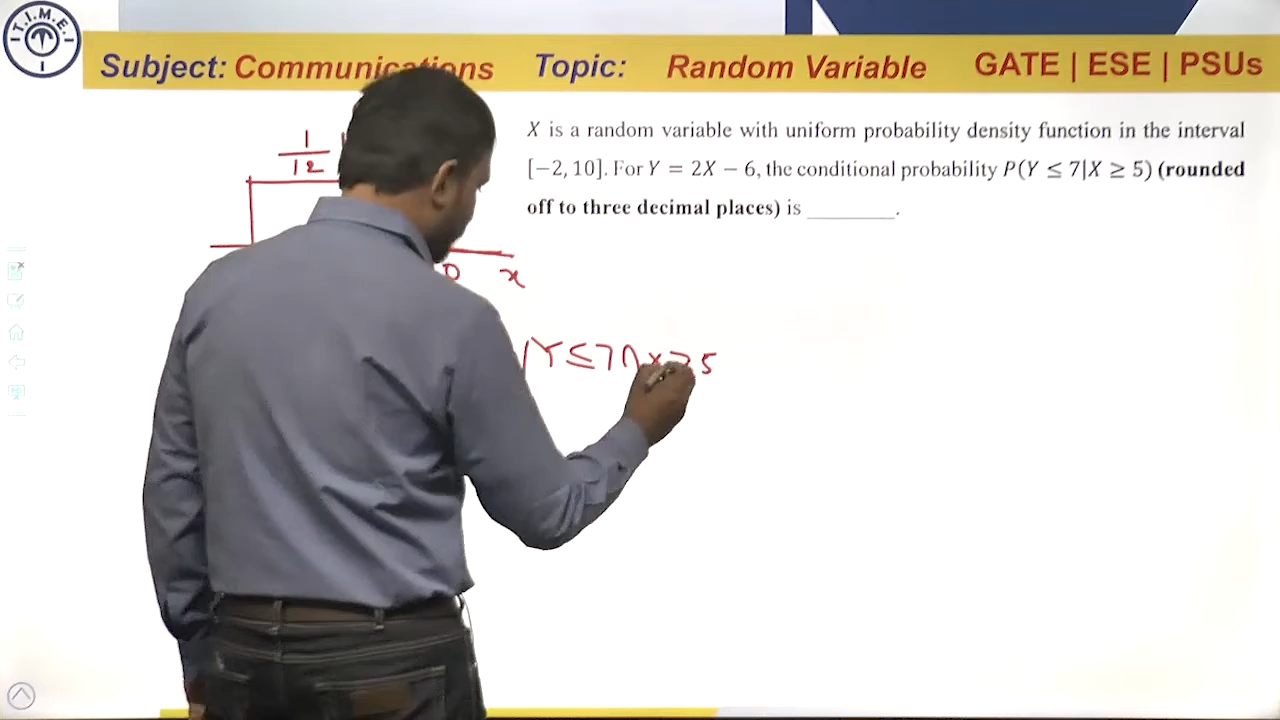 I.T.I.M.E.I
Subject: Communications Topic: Random Variable GATE | ESE | PSUs
X is a random variable with uniform probability density function in the interval
[−2, 10]. For Y = 2X − 6, the conditional probability P(Y ≤ 7|X ≥ 5) (rounded
off to three decimal places) is ________.
1
12
0 x
Y ≤ 7 ∩ X ≥ 5